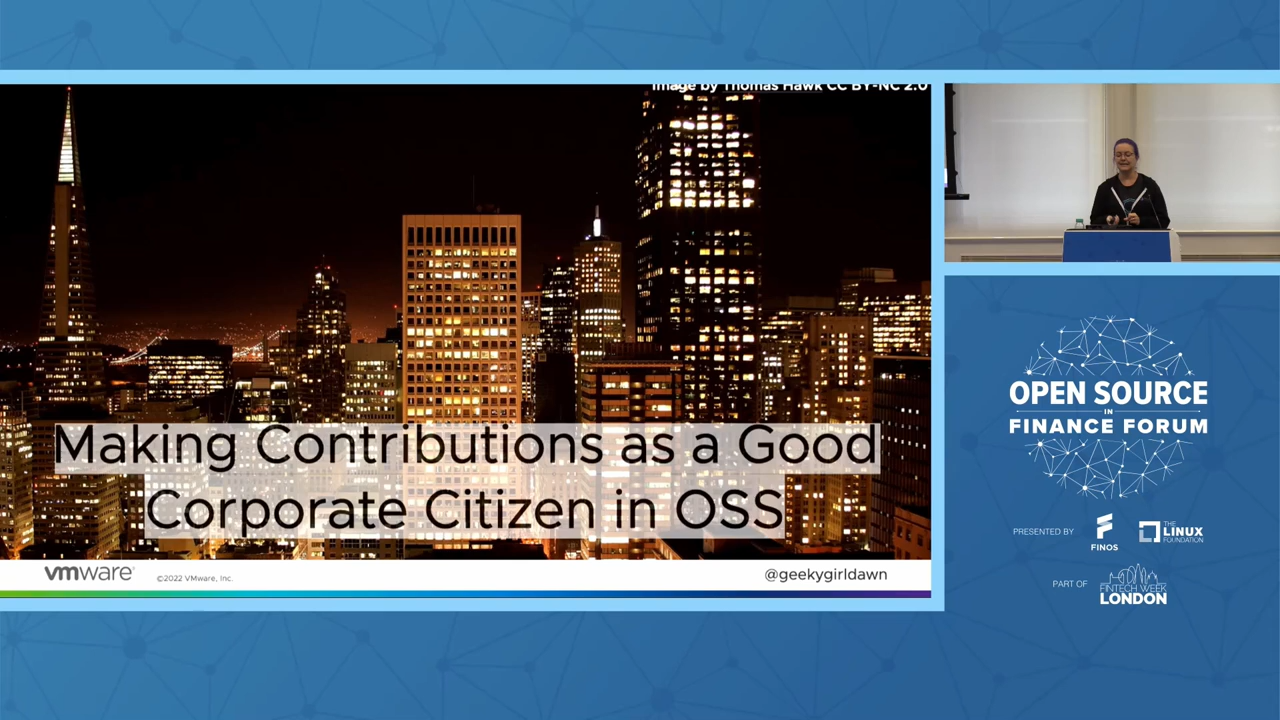 Image by Thomas Hawk CC BY-NC 2.0
Making Contributions as a Good
Corporate Citizen in OSS
vmware®
©2022 VMware, Inc.
@geekygirldawn
OPEN SOURCE
IN
FINANCE FORUM
PRESENTED BY
FINOS
THE
LINUX
FOUNDATION
PART OF
FINTECH WEEK
LONDON